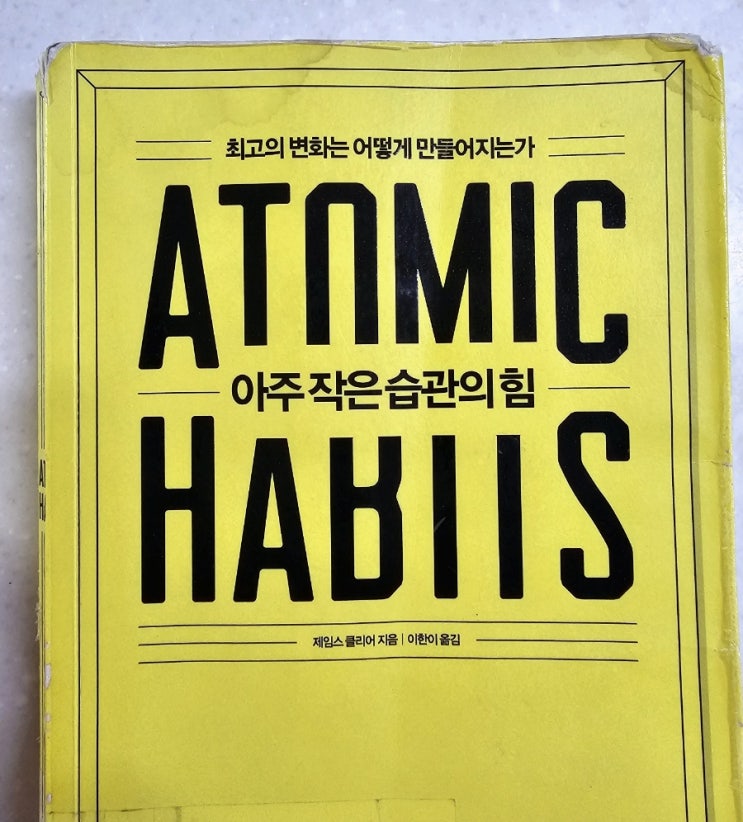 최고의 변화는 어떻게 만들어지는가
ATOMIC
아주 작은 습관의 힘
HABITS
제임스 클리어 지음 | 이한이 옮김
AT
H